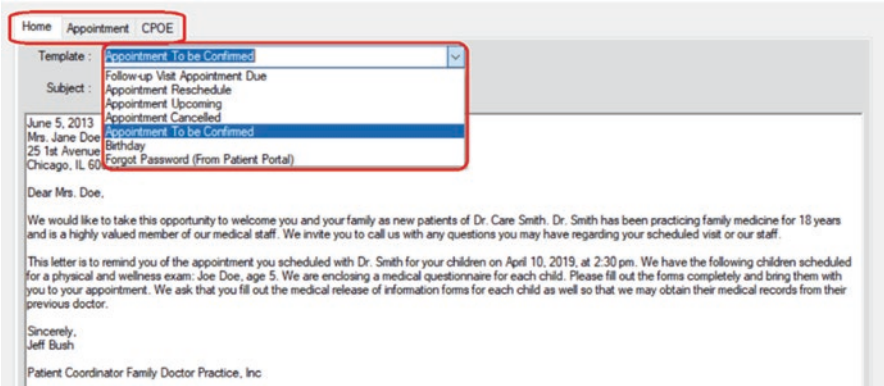 Home Appointment CPOE
Template : Appointment To be Confirmed
Follow-up Visit Appointment Due
Subject :
Appointment Reschedule
Appointment Upcoming
Appointment Cancelled
Appointment To be Confirmed
Birthday
Forgot Password (From Patient Portal)
June 5, 2013
Mrs. Jane Doe
25 1st Avenue
Chicago, IL 60
Dear Mrs. Doe,
We would like to take this opportunity to welcome you and your family as new patients of Dr. Care Smith. Dr. Smith has been practicing family medicine for 18 years
and is a highly valued member of our medical staff. We invite you to call us with any questions you may have regarding your scheduled visit or our staff.
This letter is to remind you of the appointment you scheduled with Dr. Smith for your children on April 10, 2019, at 2:30 pm. We have the following children scheduled
for a physical and wellness exam: Joe Doe, age 5. We are enclosing a medical questionnaire for each child. Please fill out the forms completely and bring them with
you to your appointment. We ask that you fill out the medical release of information forms for each child as well so that we may obtain their medical records from their
previous doctor.
Sincerely,
Jeff Bush
Patient Coordinator Family Doctor Practice, Inc